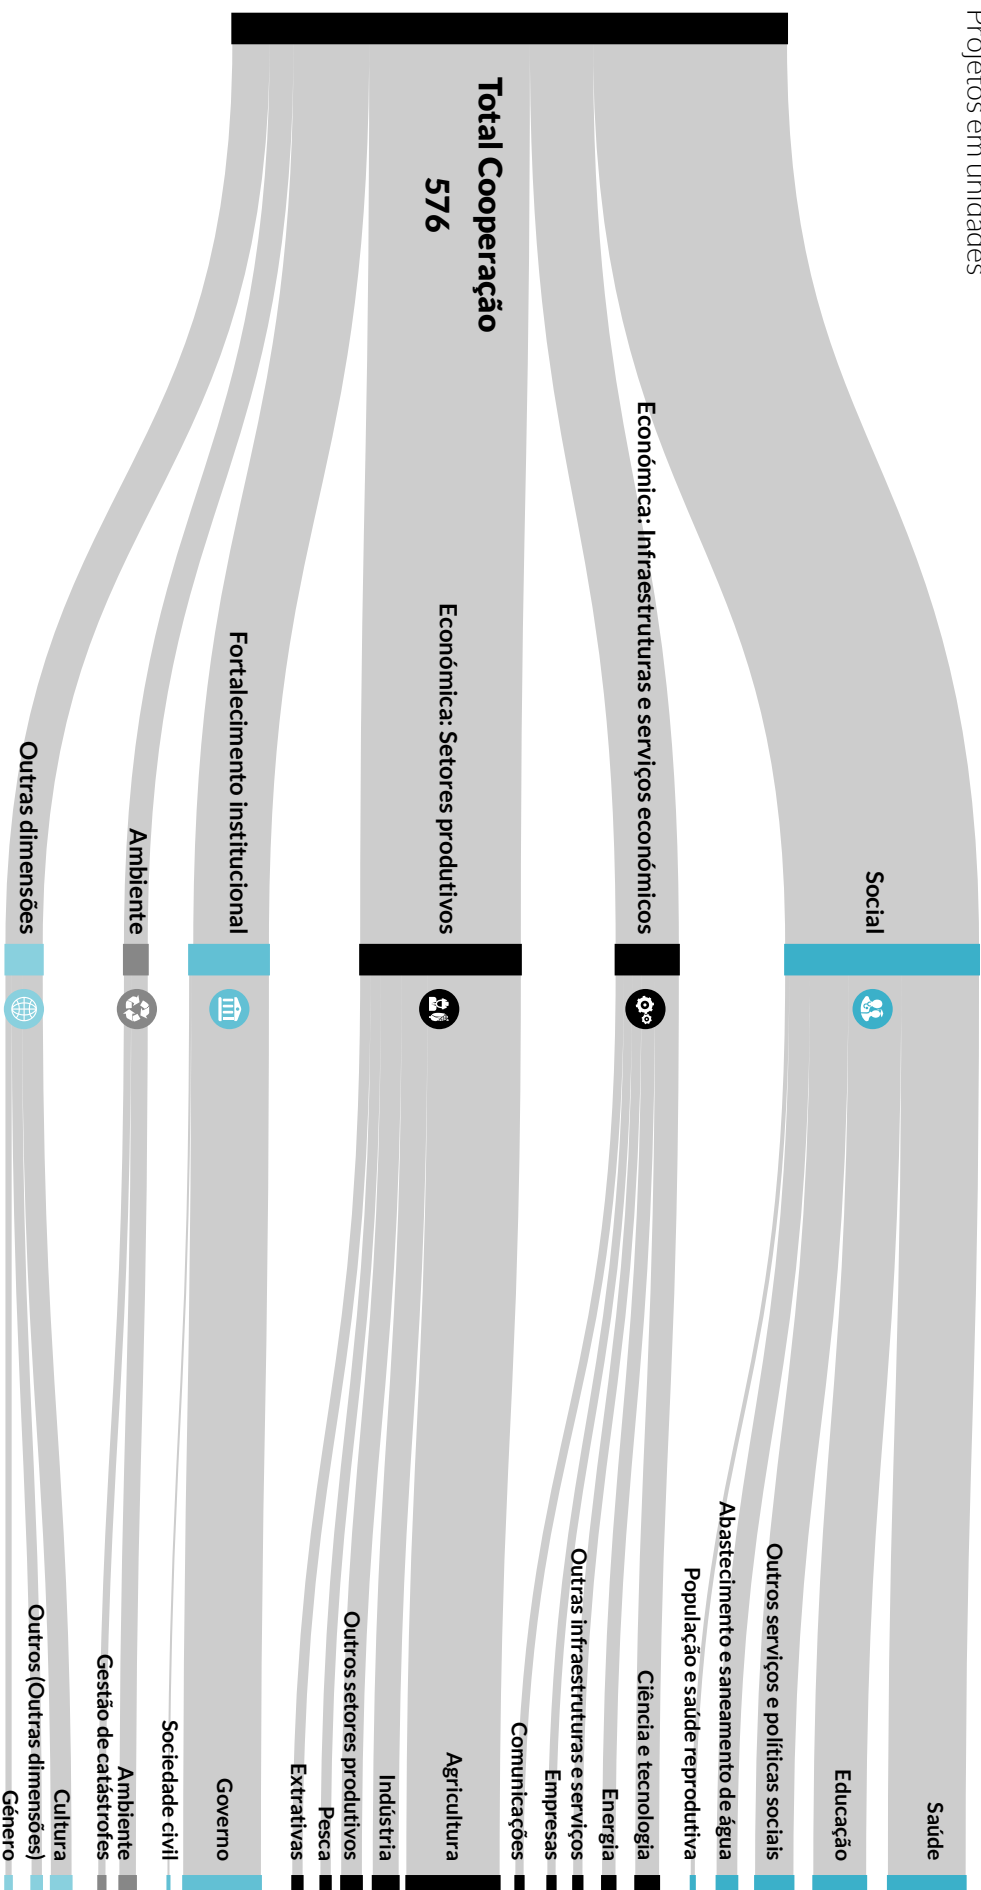 Projetos em unidades
Total Cooperação
576
Social
Económica: Infraestruturas e serviços económicos
Económica: Setores produtivos
Fortalecimento institucional
Ambiente
Outras dimensões
Saúde
Educação
Outros serviços e políticas sociais
Abastecimento e saneamento de água
População e saúde reprodutiva
Ciência e tecnologia
Energia
Outras infraestruturas e serviços
Empresas
Comunicações
Agricultura
Indústria
Outros setores produtivos
Pesca
Extrativas
Governo
Sociedade civil
Ambiente
Gestão de catástrofes
Cultura
Outros (Outras dimensões)
Género